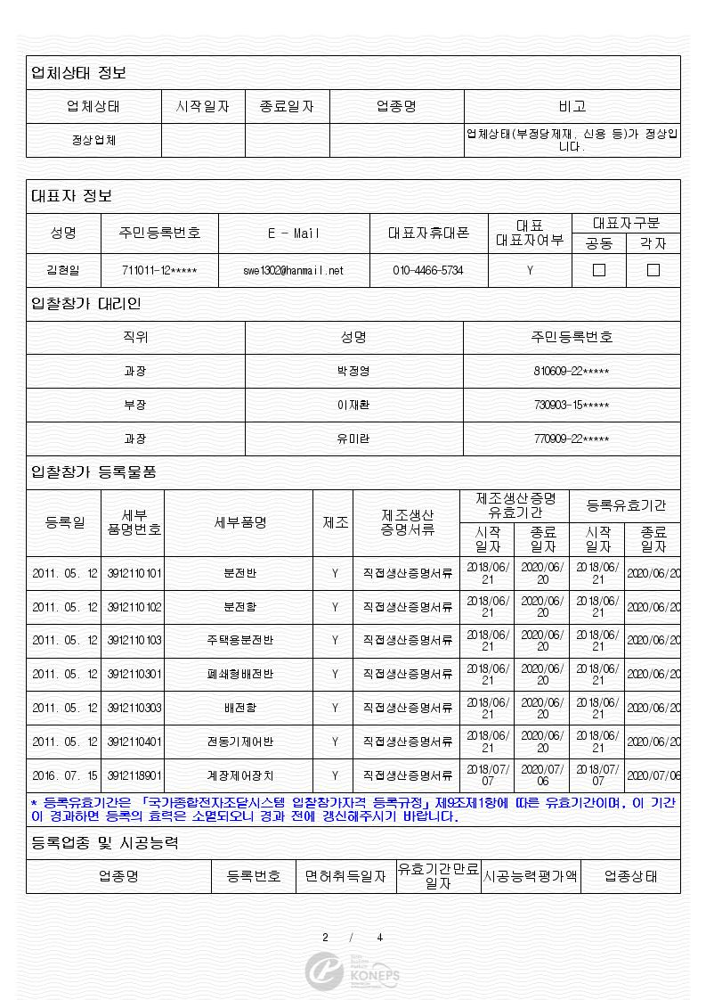 업체상태 정보
업체상태 시작일자 종료일자 업종명 비고
정상업체 업체상태(부정당제재, 신용 등)가 정상입
니다.
대표자 정보
성명 주민등록번호 E - Mail 대표자휴대폰 대표
대표자여부 대표자구분
공동 각자
김현일 711011-12***** swe1302@hanmail.net 010-4466-5734 Y □ □
입찰참가 대리인
직위 성명 주민등록번호
과장 박정영 810609-22*****
부장 이재환 730903-15*****
과장 유미란 770909-22*****
입찰참가 등록물품
등록일 세부
품명번호 세부품명 제조 제조생산
증명서류 제조생산증명
유효기간 등록유효기간
시작
일자 종료
일자 시작
일자 종료
일자
2011. 05. 12 3912110101 분전반 Y 직접생산증명서류 2018/06/
21 2020/06/
20 2018/06/
21 2020/06/20
2011. 05. 12 3912110102 분전함 Y 직접생산증명서류 2018/06/
21 2020/06/
20 2018/06/
21 2020/06/20
2011. 05. 12 3912110103 주택용분전반 Y 직접생산증명서류 2018/06/
21 2020/06/
20 2018/06/
21 2020/06/20
2011. 05. 12 3912110301 폐쇄형배전반 Y 직접생산증명서류 2018/06/
21 2020/06/
20 2018/06/
21 2020/06/20
2011. 05. 12 3912110303 배전함 Y 직접생산증명서류 2018/06/
21 2020/06/
20 2018/06/
21 2020/06/20
2011. 05. 12 3912110401 전동기제어반 Y 직접생산증명서류 2018/06/
21 2020/06/
20 2018/06/
21 2020/06/20
2016. 07. 15 3912118901 계장제어장치 Y 직접생산증명서류 2018/07/
07 2020/07/
06 2018/07/
07 2020/07/06
* 등록유효기간은 「국가종합전자조달시스템 입찰참가자격 등록규정」 제9조제1항에 따른 유효기간이며, 이 기간
이 경과하면 등록의 효력은 소멸되오니 경과 전에 갱신해주시기 바랍니다.
등록업종 및 시공능력
업종명 등록번호 면허취득일자 유효기간만료
일자 시공능력평가액 업종상태
2 / 4
KONEPS